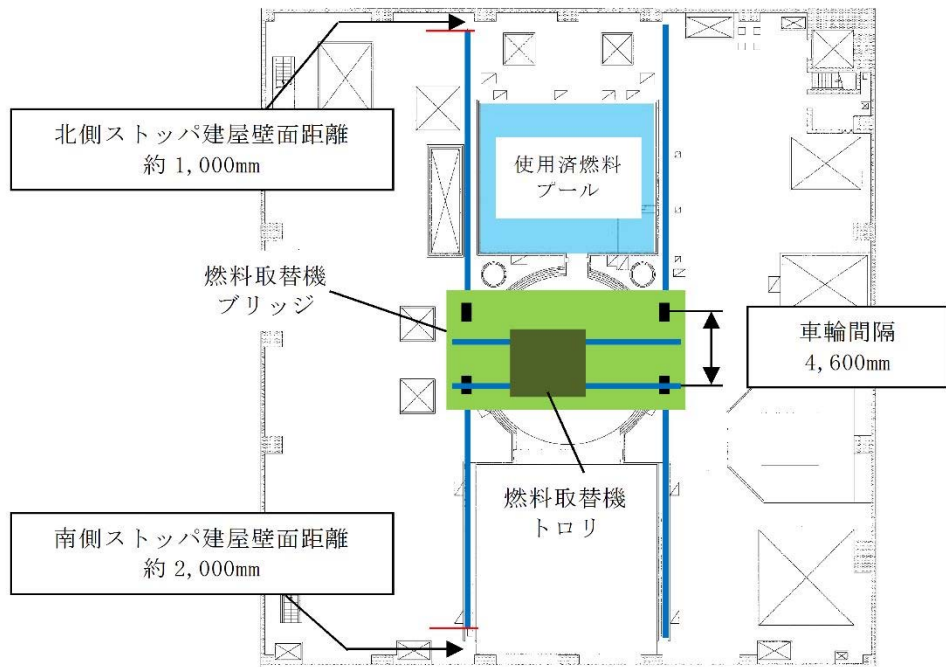 北側ストッパ建屋壁面距離
約 1,000mm
使用済燃料
プール
燃料取替機
ブリッジ
車輪間隔
4,600mm
燃料取替機
トロリ
南側ストッパ建屋壁面距離
約 2,000mm